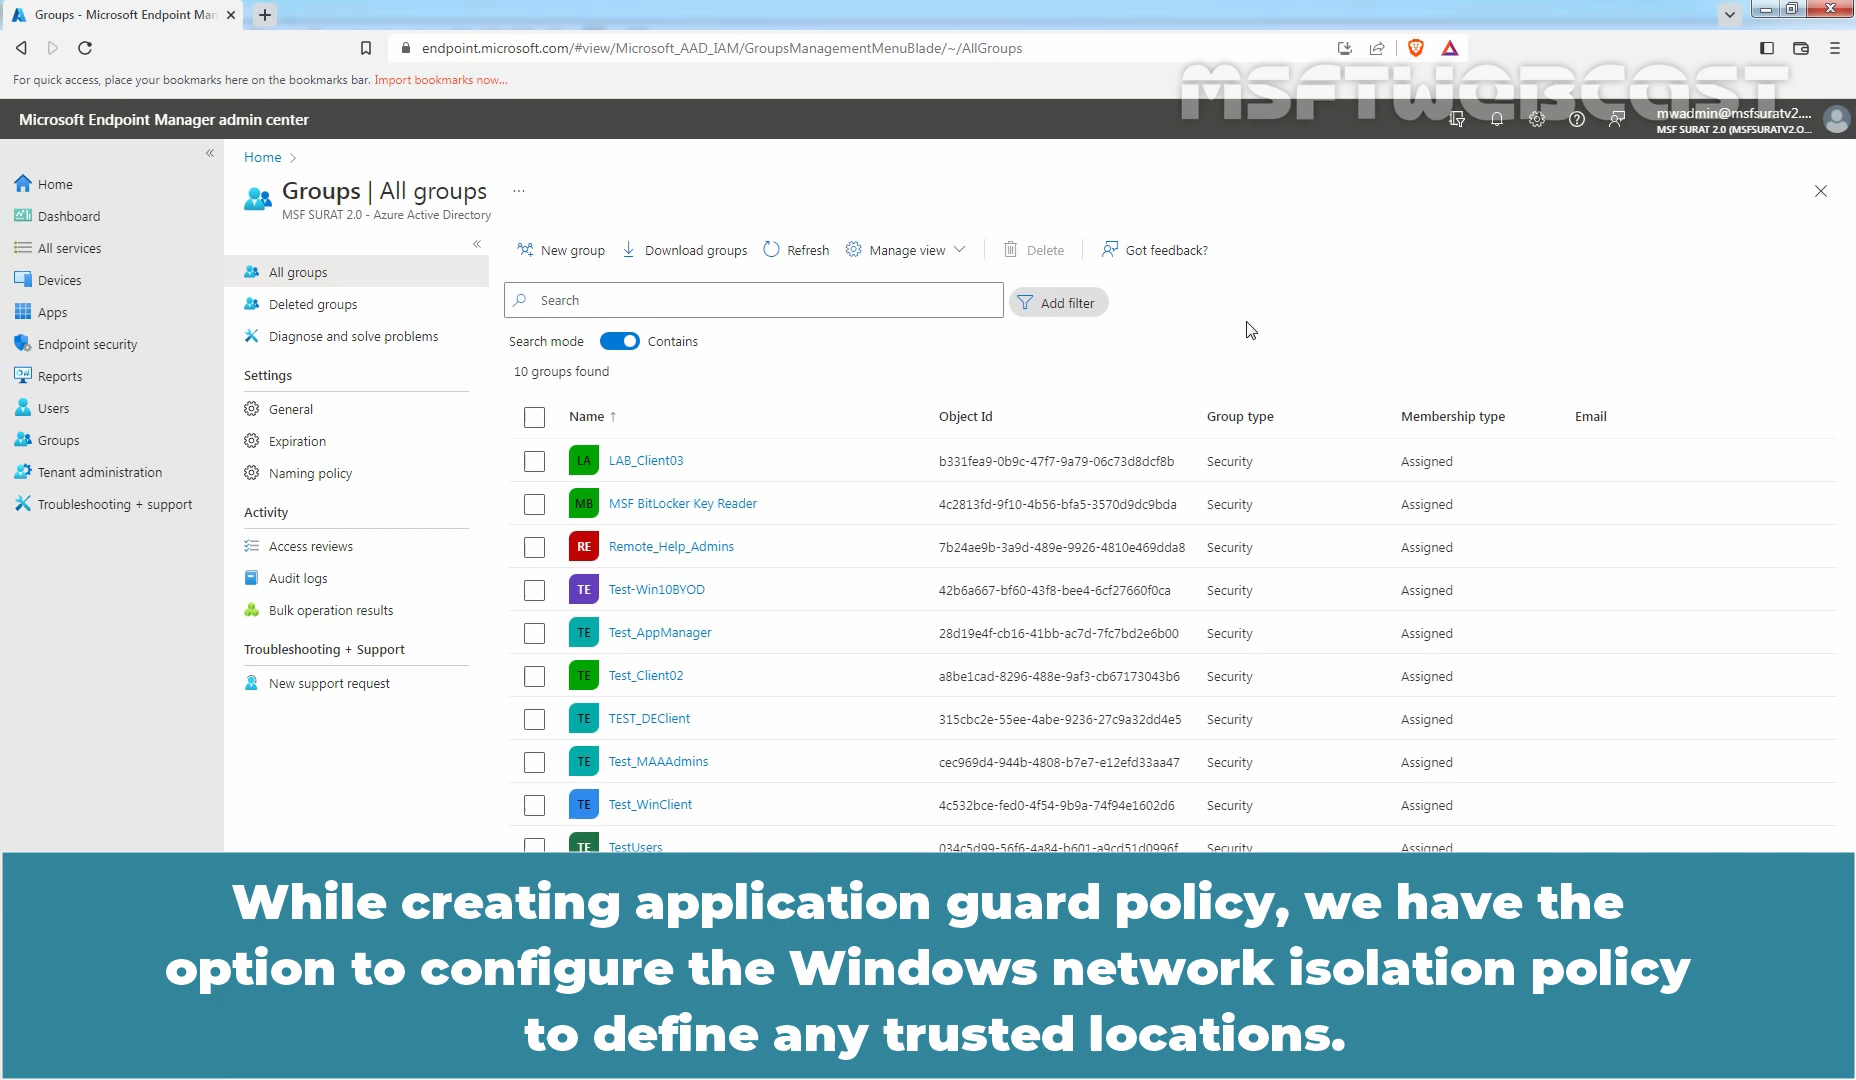 Groups - Microsoft Endpoint Man
For quick access, place your bookmarks here on the bookmarks bar. Import bookmarks now...
endpoint.microsoft.com/#view/Microsoft_AAD_IAM/GroupsManagementMenuBlade/~/AllGroups
MSFTWEBCAST
Microsoft Endpoint Manager admin center
mwadmin@msfsuratv2....
MSF SURAT 2.0 (MSFSURATV2.O...
Home
Dashboard
All services
Devices
Apps
Endpoint security
Reports
Users
Groups
Tenant administration
Troubleshooting + support
Home
Groups | All groups
MSF SURAT 2.0 - Azure Active Directory
All groups
Deleted groups
Diagnose and solve problems
Settings
General
Expiration
Naming policy
Activity
Access reviews
Audit logs
Bulk operation results
Troubleshooting + Support
New support request
New group Download groups Refresh Manage view Delete Got feedback?
Search
Add filter
Search mode Contains
10 groups found
Name ↑ Object Id Group type Membership type Email
LA LAB_Client03 b331fea9-0b9c-47f7-9a79-06c73d8dcf8b Security Assigned
MB MSF BitLocker Key Reader 4c2813fd-9f10-4b56-bfa5-3570d9dc9bda Security Assigned
RE Remote_Help_Admins 7b24ae9b-3a9d-489e-9926-4810e469dda8 Security Assigned
TE Test-Win10BYOD 42b6a667-bf60-43f8-bee4-6cf27660f0ca Security Assigned
TE Test_AppManager 28d19e4f-cb16-41bb-ac7d-7fc7bd2e6b00 Security Assigned
TE Test_Client02 a8be1cad-8296-488e-9af3-cb67173043b6 Security Assigned
TE TEST_DEClient 315cbc2e-55ee-4abe-9236-27c9a32dd4e5 Security Assigned
TE Test_MAAAdmins cec969d4-944b-4808-b7e7-e12efd33aa47 Security Assigned
TE Test_WinClient 4c532bce-fed0-4f54-9b9a-74f94e1602d6 Security Assigned
TE TestUsers 034c5d99-56f6-4a84-b601-a9cd51d0996f Security Assigned
While creating application guard policy, we have the
option to configure the Windows network isolation policy
to define any trusted locations.